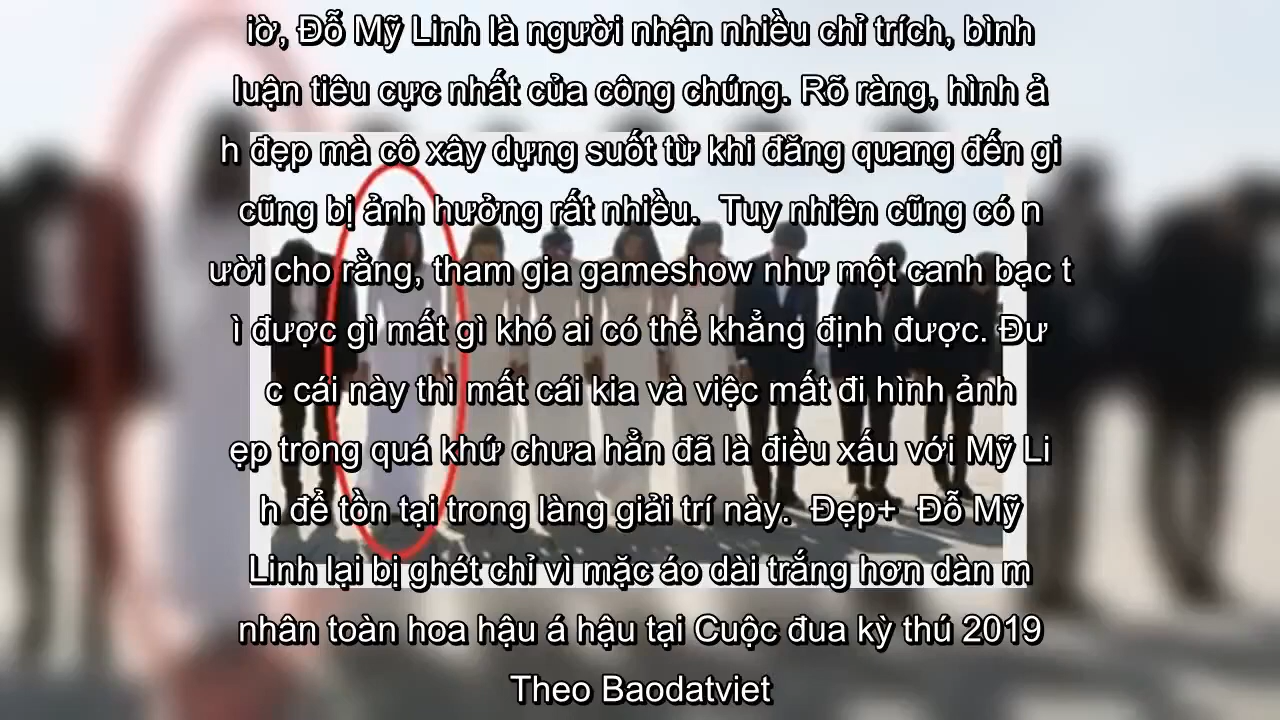 iờ, Đỗ Mỹ Linh là người nhận nhiều chỉ trích, bình
luận tiêu cực nhất của công chúng. Rõ ràng, hình ả
h đẹp mà cô xây dựng suốt từ khi đăng quang đến gi
cũng bị ảnh hưởng rất nhiều.  Tuy nhiên cũng có n
ười cho rằng, tham gia gameshow như một canh bạc t
ì được gì mất gì khó ai có thể khẳng định được. Đư
c cái này thì mất cái kia và việc mất đi hình ảnh
ẹp trong quá khứ chưa hẳn đã là điều xấu với Mỹ Li
h để tồn tại trong làng giải trí này.  Đẹp+  Đỗ Mỹ
Linh lại bị ghét chỉ vì mặc áo dài trắng hơn dàn m
nhân toàn hoa hậu á hậu tại Cuộc đua kỳ thú 2019
Theo Baodatviet